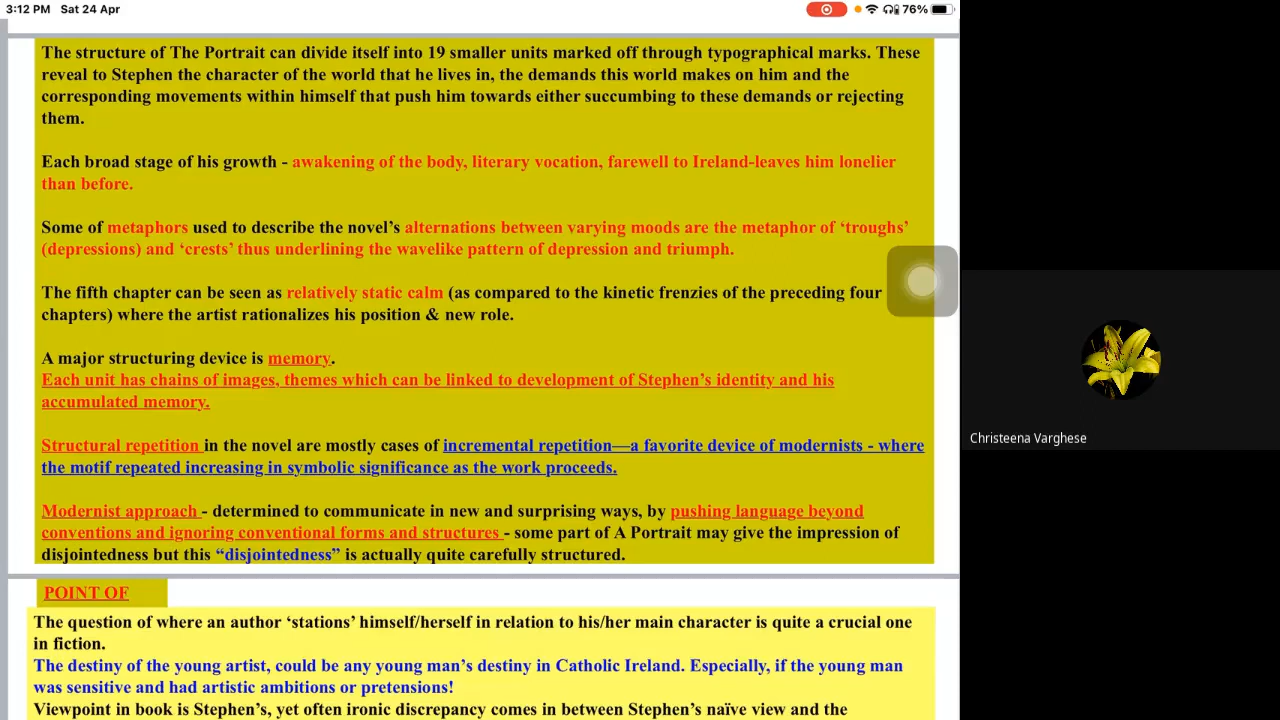 3:12 PM Sat 24 Apr
76%
The structure of The Portrait can divide itself into 19 smaller units marked off through typographical marks. These
reveal to Stephen the character of the world that he lives in, the demands this world makes on him and the
corresponding movements within himself that push him towards either succumbing to these demands or rejecting
them.
Each broad stage of his growth - awakening of the body, literary vocation, farewell to Ireland-leaves him lonelier
than before.
Some of metaphors used to describe the novel’s alternations between varying moods are the metaphor of ‘troughs’
(depressions) and ‘crests’ thus underlining the wavelike pattern of depression and triumph.
The fifth chapter can be seen as relatively static calm (as compared to the kinetic frenzies of the preceding four
chapters) where the artist rationalizes his position & new role.
A major structuring device is memory.
Each unit has chains of images, themes which can be linked to development of Stephen’s identity and his
accumulated memory.
Structural repetition in the novel are mostly cases of incremental repetition—a favorite device of modernists - where
the motif repeated increasing in symbolic significance as the work proceeds.
Modernist approach - determined to communicate in new and surprising ways, by pushing language beyond
conventions and ignoring conventional forms and structures - some part of A Portrait may give the impression of
disjointedness but this “disjointedness” is actually quite carefully structured.
POINT OF
The question of where an author ‘stations’ himself/herself in relation to his/her main character is quite a crucial one
in fiction.
The destiny of the young artist, could be any young man’s destiny in Catholic Ireland. Especially, if the young man
was sensitive and had artistic ambitions or pretensions!
Viewpoint in book is Stephen’s, yet often ironic discrepancy comes in between Stephen’s naïve view and the
Christeena Varghese